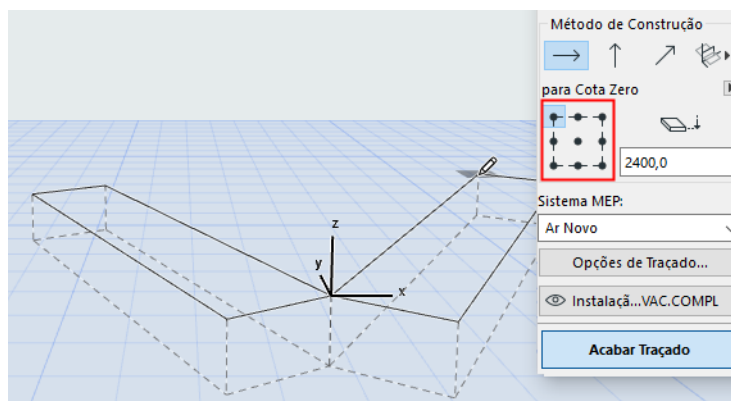 Método de Construção
para Cota Zero
2400,0
Sistema MEP:
Ar Novo
Opções de Traçado...
Instalaçã...VAC.COMPL
Acabar Traçado
z
y
x